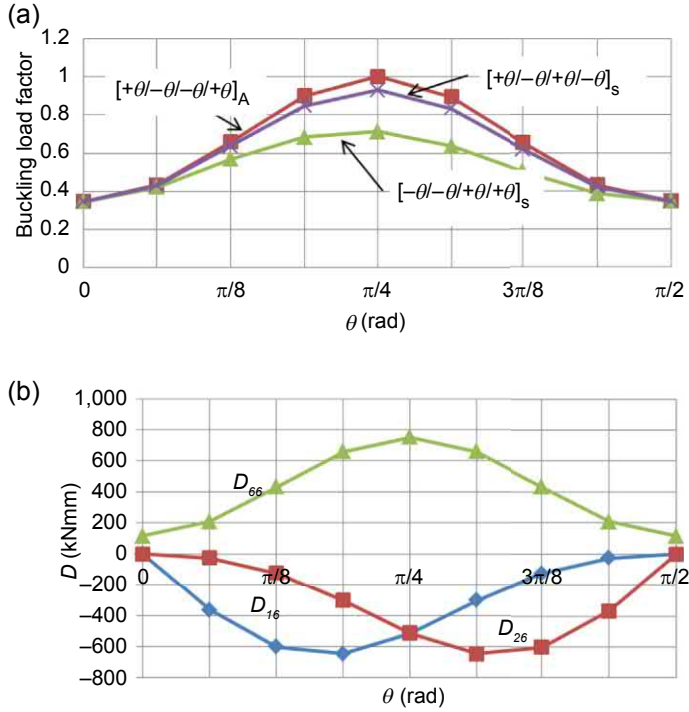 (a)
1.2
1
0.8
0.6
0.4
0.2
0
Buckling load factor
[+θ/–θ/–θ/+θ]A
[+θ/–θ/+θ/–θ]s
[–θ/–θ/+θ/+θ]s
0 π/8 π/4 3π/8 π/2
θ (rad)
(b)
1,000
800
600
400
200
0
–200
–400
–600
–800
D (kNmm)
D66
0 π/8 π/4 3π/8 π/2
D16
D26
θ (rad)